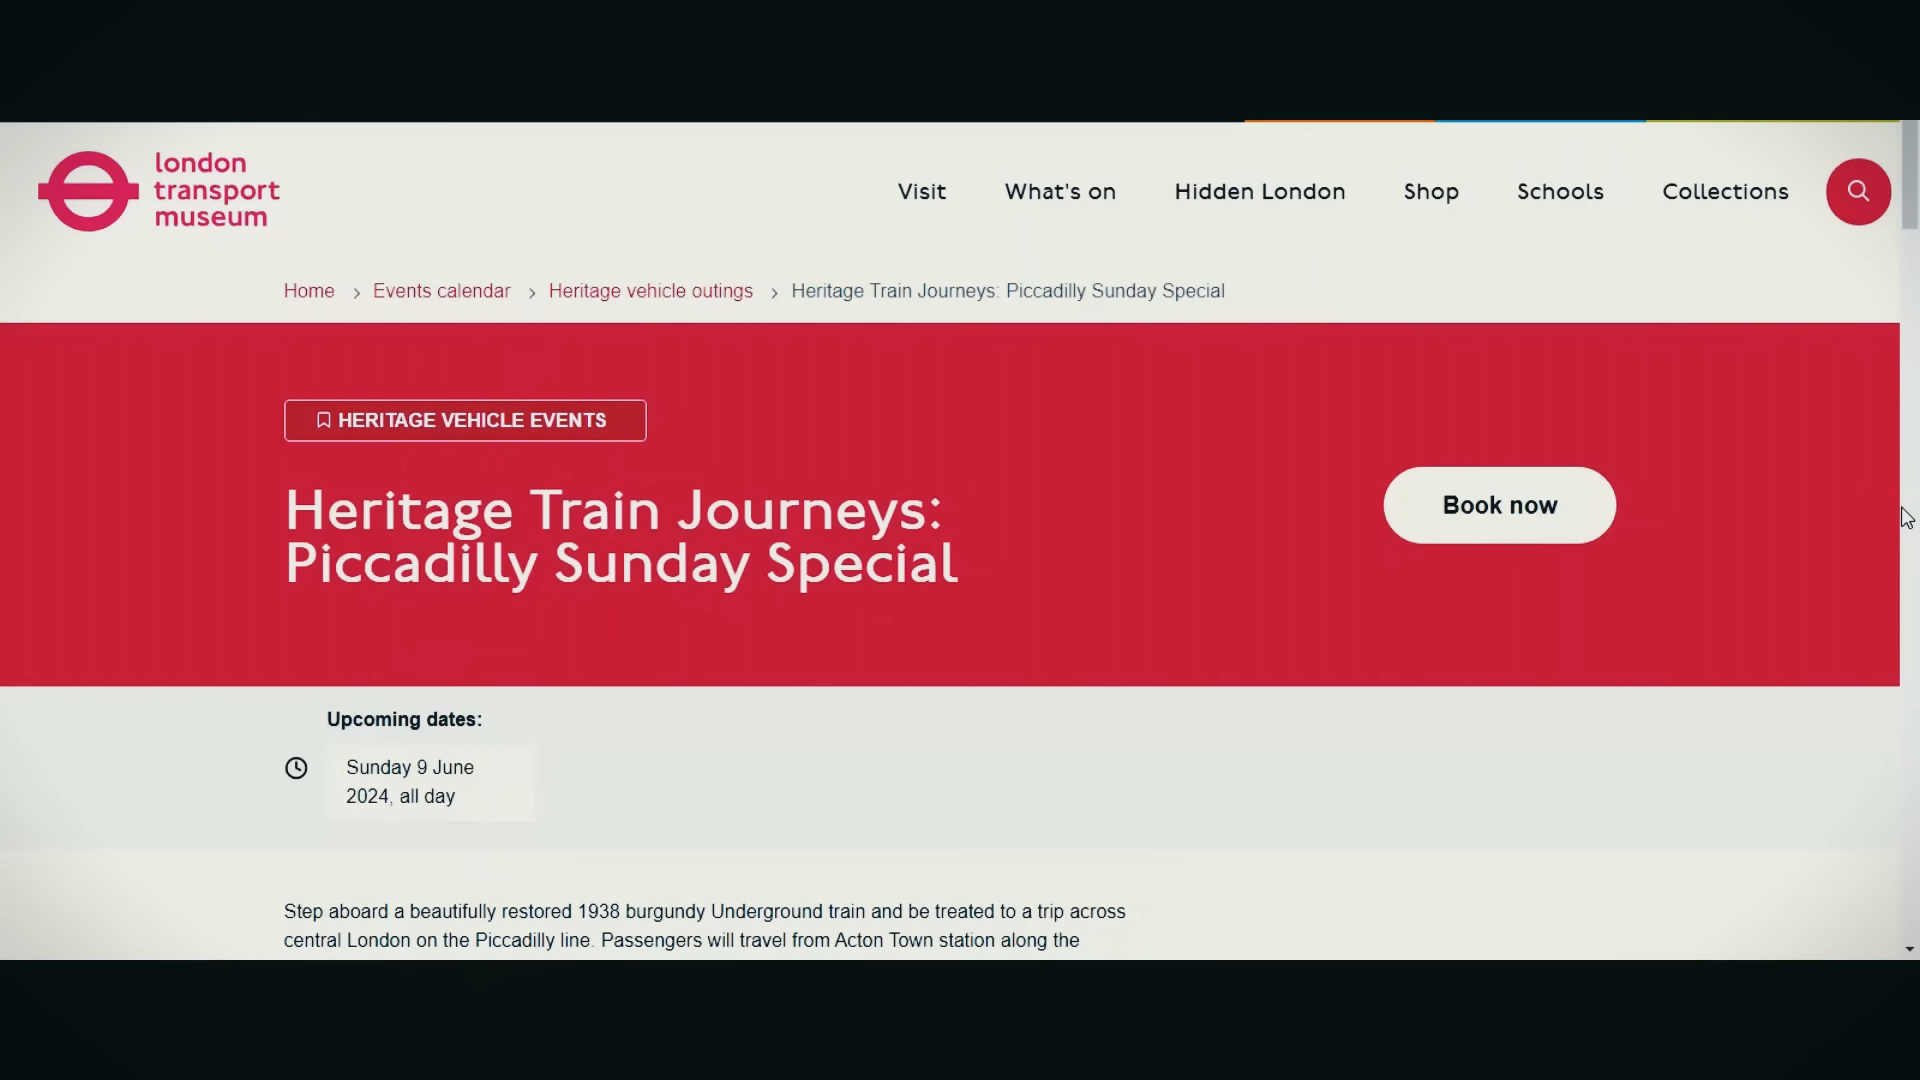 london
transport
museum
Visit
What's on
Hidden London
Shop
Schools
Collections
Home > Events calendar > Heritage vehicle outings > Heritage Train Journeys: Piccadilly Sunday Special
HERITAGE VEHICLE EVENTS
Heritage Train Journeys:
Piccadilly Sunday Special
Book now
Upcoming dates:
Sunday 9 June
2024, all day
Step aboard a beautifully restored 1938 burgundy Underground train and be treated to a trip across
central London on the Piccadilly line. Passengers will travel from Acton Town station along the